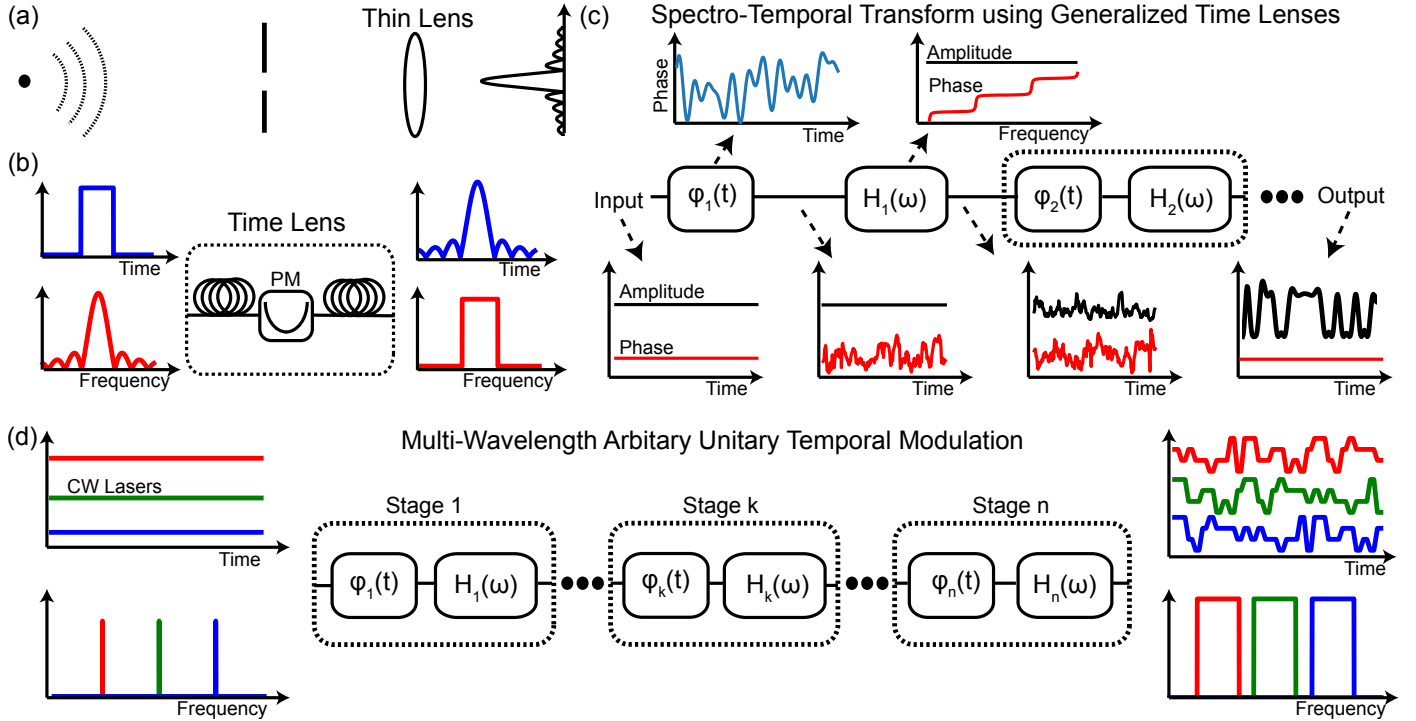 (a)
Thin Lens
(b)
Time
Time Lens
PM
Time
Frequency
Frequency
(c) Spectro-Temporal Transform using Generalized Time Lenses
Phase
Time
Amplitude
Phase
Frequency
Input
φ1(t)
H1(ω)
φ2(t)
H2(ω)
Output
Amplitude
Phase
Time
Time
Time
Time
(d)
Multi-Wavelength Arbitary Unitary Temporal Modulation
CW Lasers
Time
Frequency
Stage 1
φ1(t)
H1(ω)
Stage k
φk(t)
Hk(ω)
Stage n
φn(t)
Hn(ω)
Time
Frequency